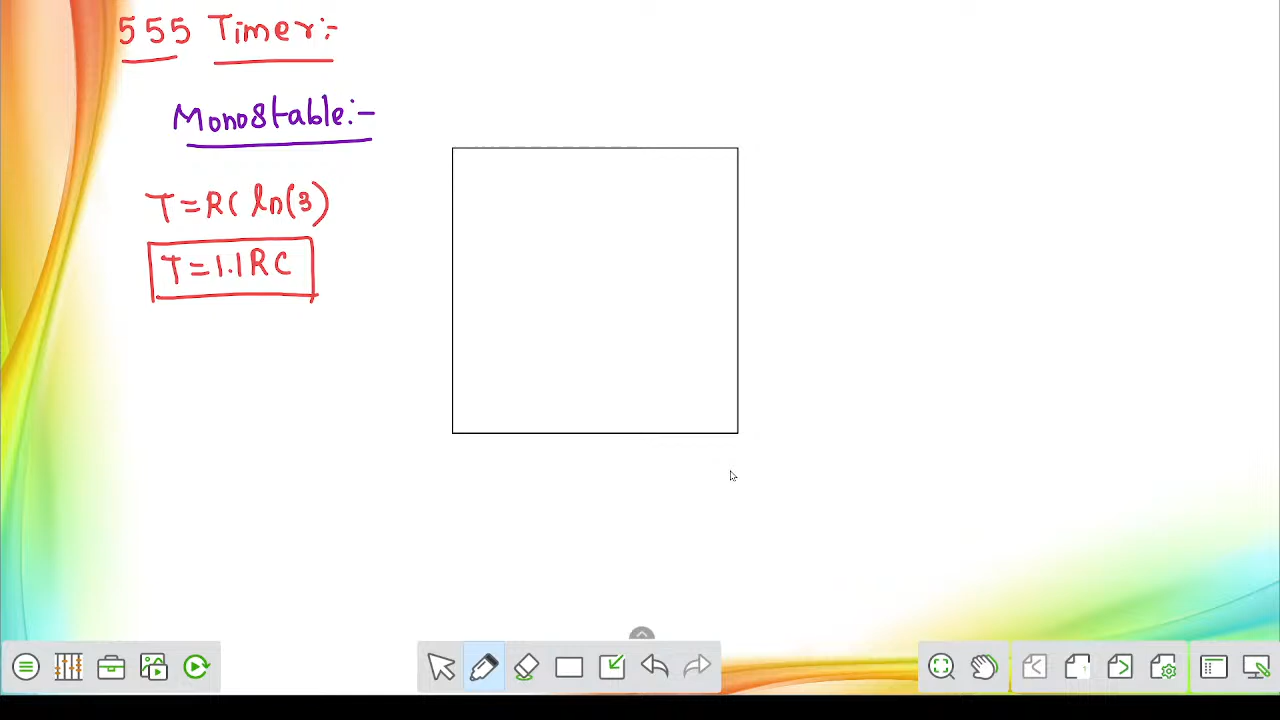 555 Timer:-
Monostable:-
T=RC ln(3)
T=1.1RC